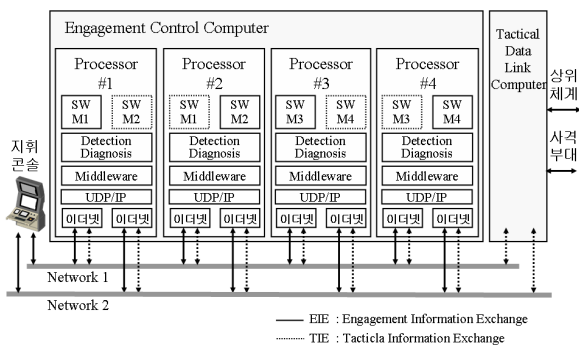 Engagement Control Computer
Processor
#1
SW
M1
SW
M2
Detection
Diagnosis
Middleware
UDP/IP
이더넷
이더넷
Processor
#2
SW
M1
SW
M2
Detection
Diagnosis
Middleware
UDP/IP
이더넷
이더넷
Processor
#3
SW
M3
SW
M4
Detection
Diagnosis
Middleware
UDP/IP
이더넷
이더넷
Processor
#4
SW
M3
SW
M4
Detection
Diagnosis
Middleware
UDP/IP
이더넷
이더넷
Tactical
Data
Link
Computer
상위
체계
사격
부대
지휘
콘솔
Network 1
Network 2
EIE : Engagement Information Exchange
TIE : Tacticla Information Exchange